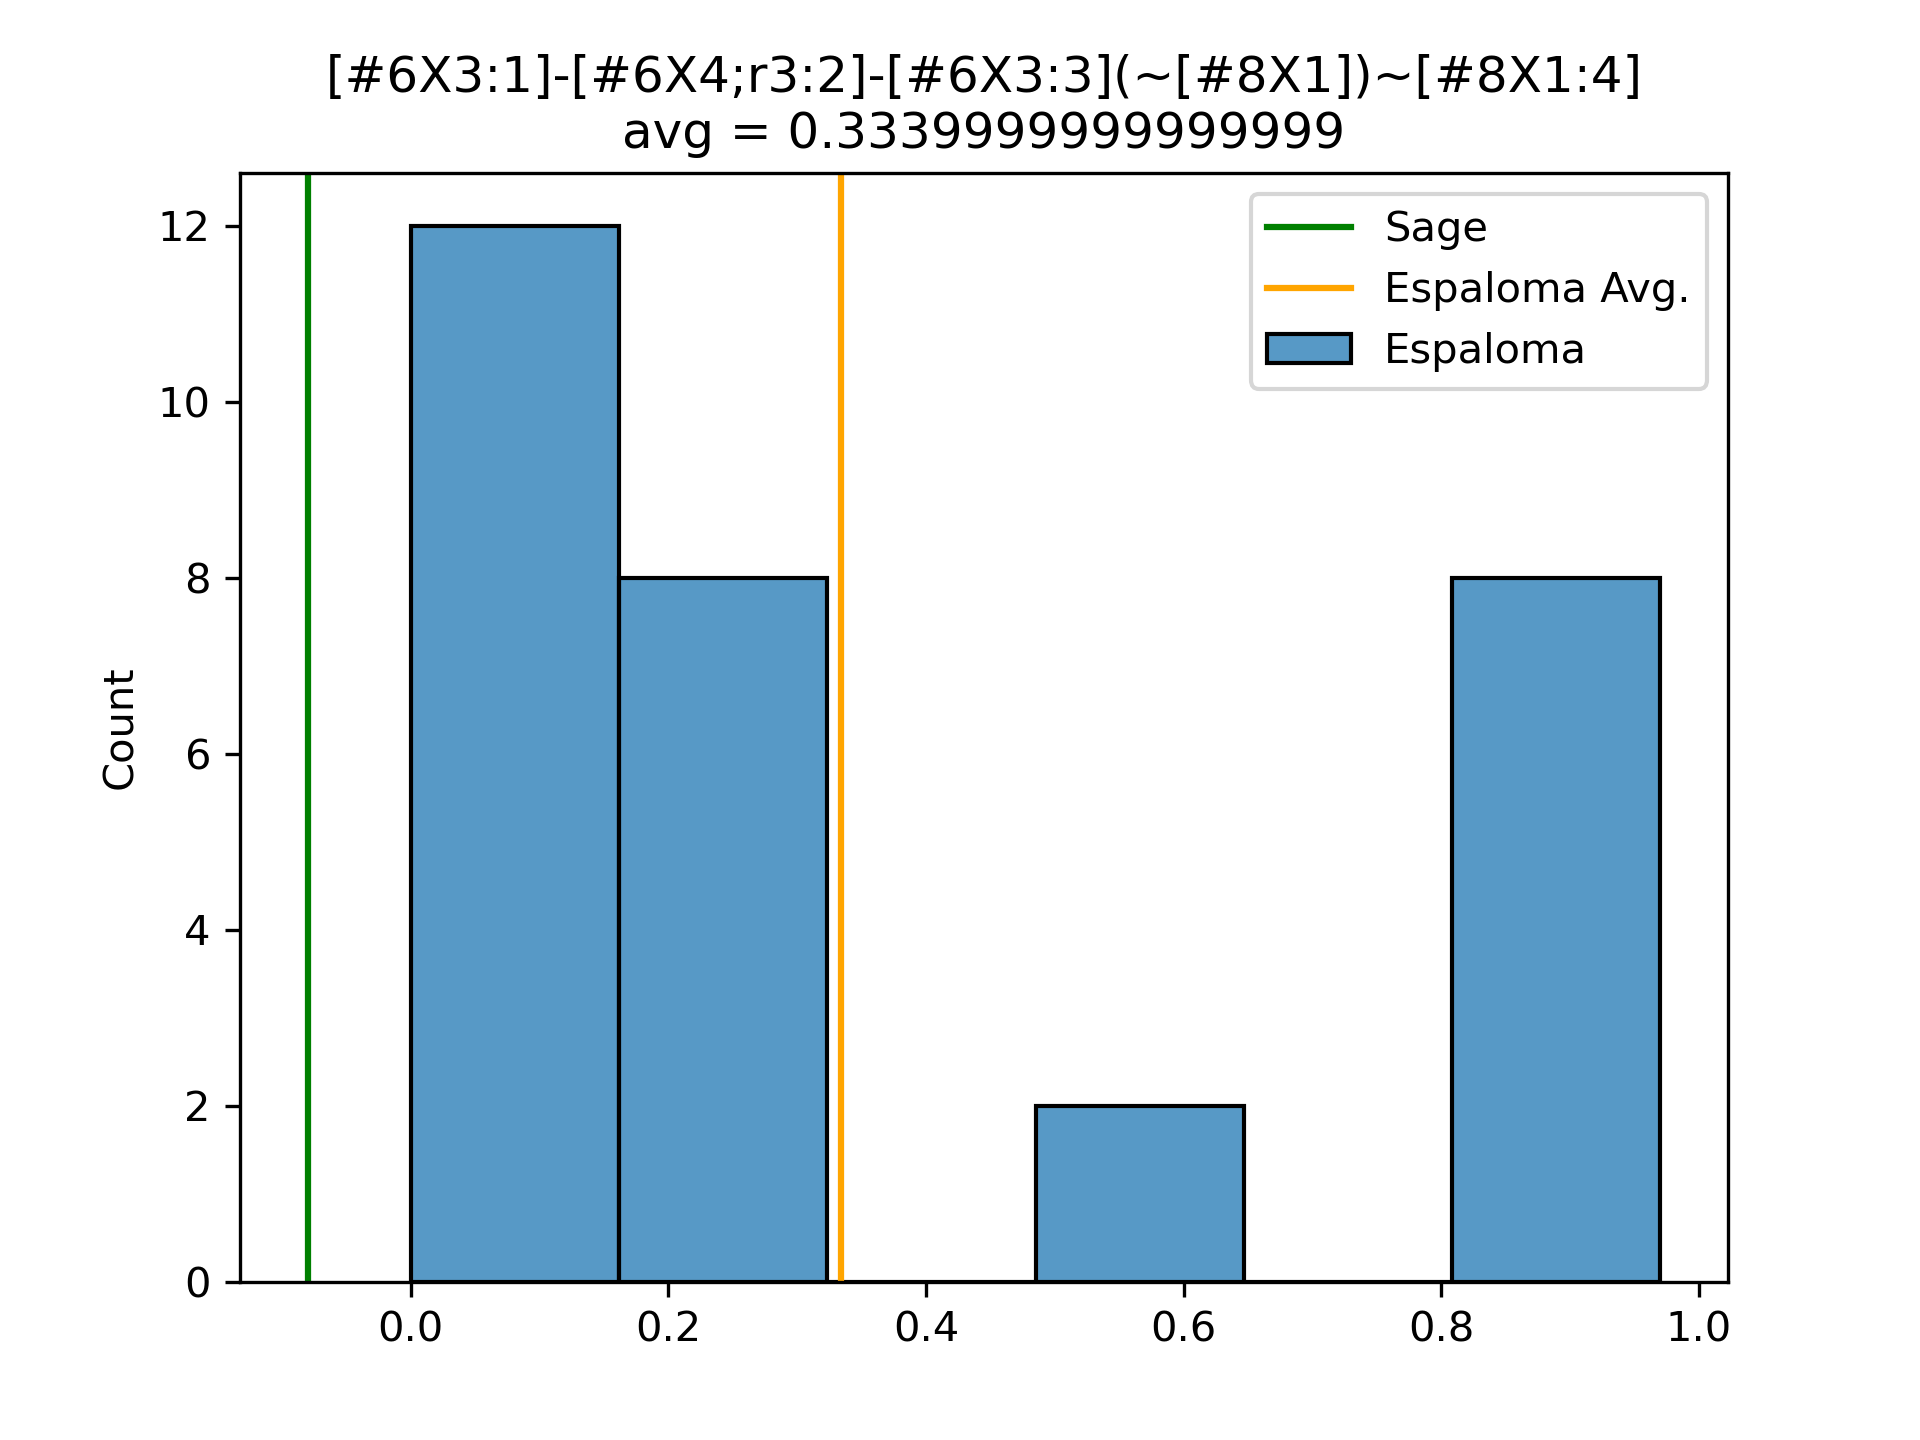 [#6X3:1]-[#6X4;r3:2]-[#6X3:3](~[#8X1])~[#8X1:4]
avg = 0.3339999999999999
Sage
Espaloma Avg.
Espaloma
Count
12
10
8
6
4
2
0
0.0 0.2 0.4 0.6 0.8 1.0